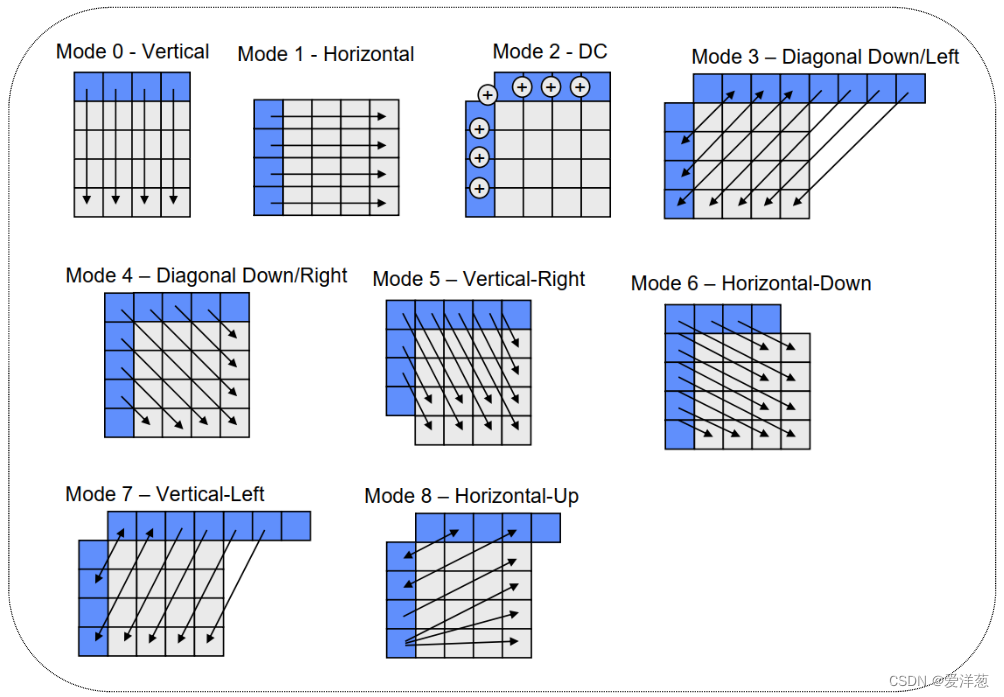 Mode 0 - Vertical
Mode 1 - Horizontal
Mode 2 - DC
Mode 3 – Diagonal Down/Left
+ + + +
+
+
+
Mode 4 – Diagonal Down/Right
Mode 5 – Vertical-Right
Mode 6 – Horizontal-Down
Mode 7 – Vertical-Left
Mode 8 – Horizontal-Up
CSDN @爱洋葱